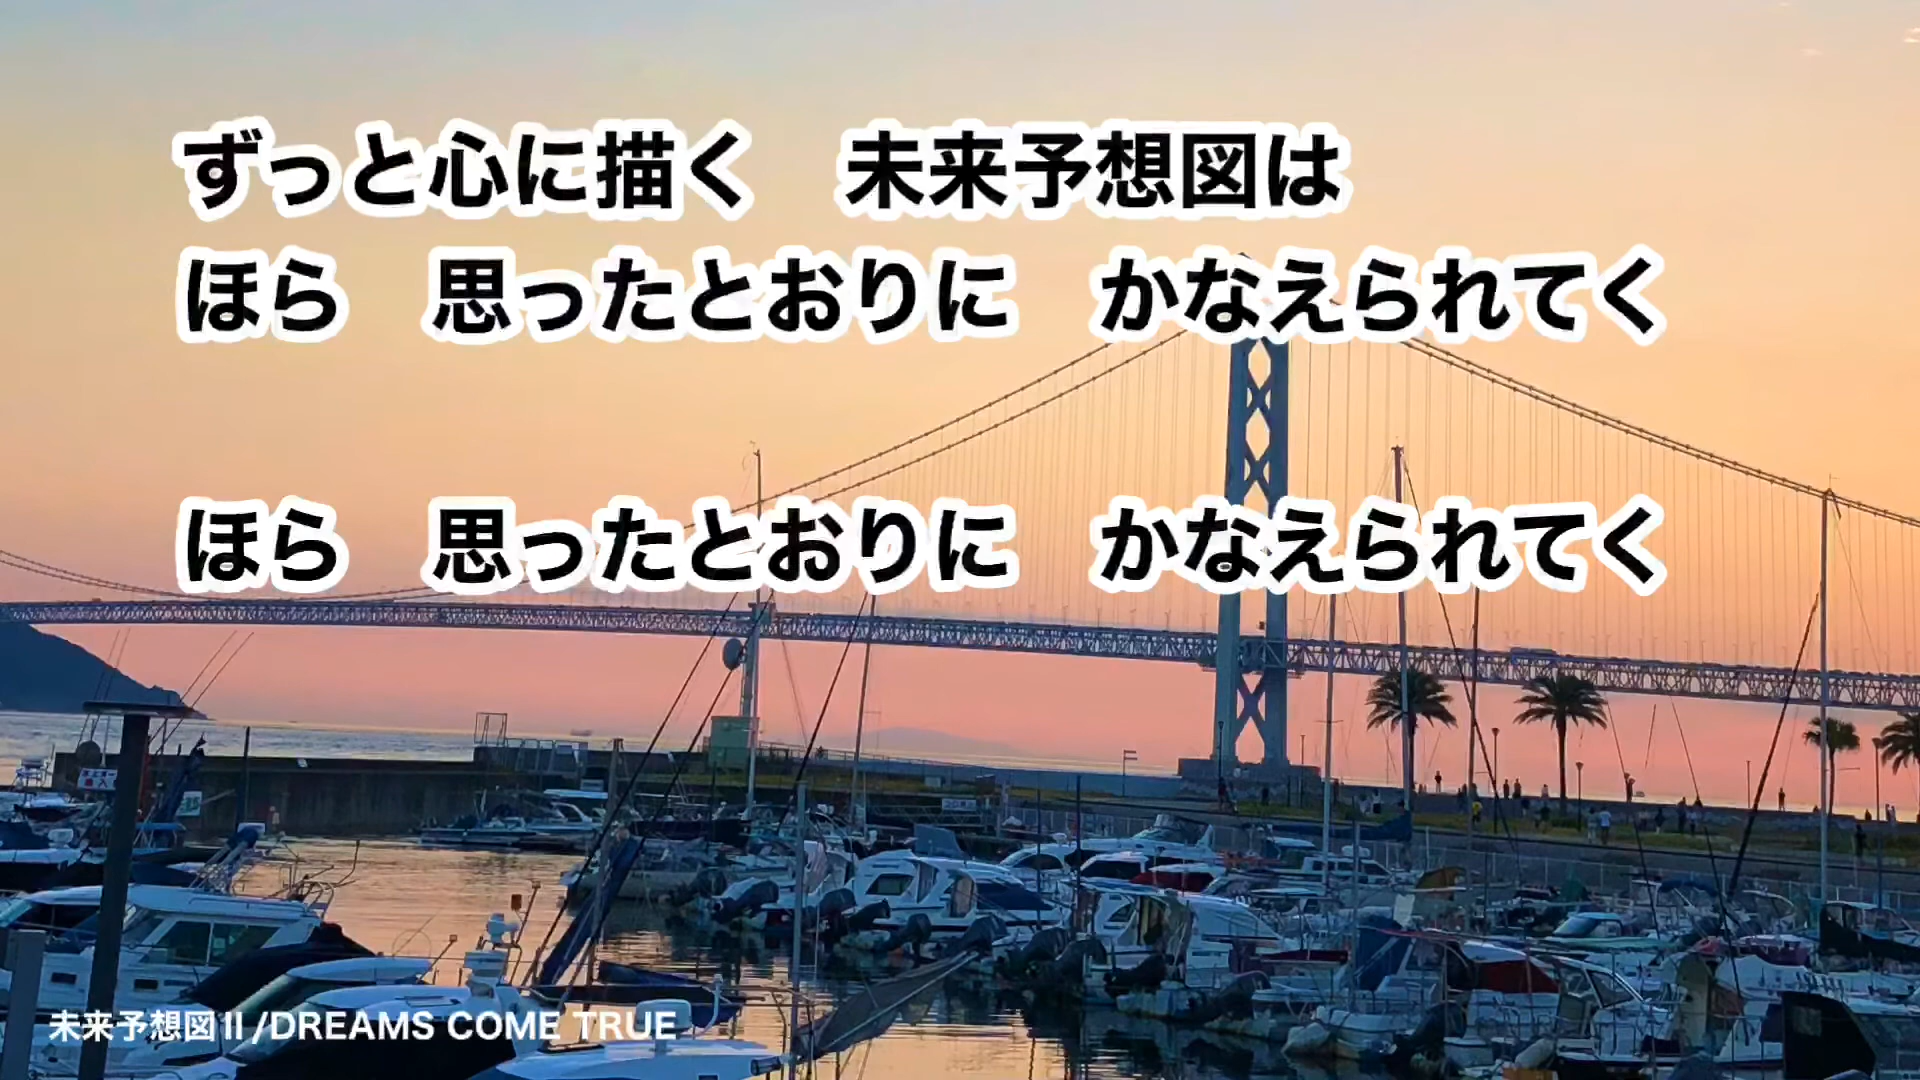 ずっと心に描く　未来予想図は
ほら　思ったとおりに　かなえられてく
ほら　思ったとおりに　かなえられてく
未来予想図Ⅱ/DREAMS COME TRUE